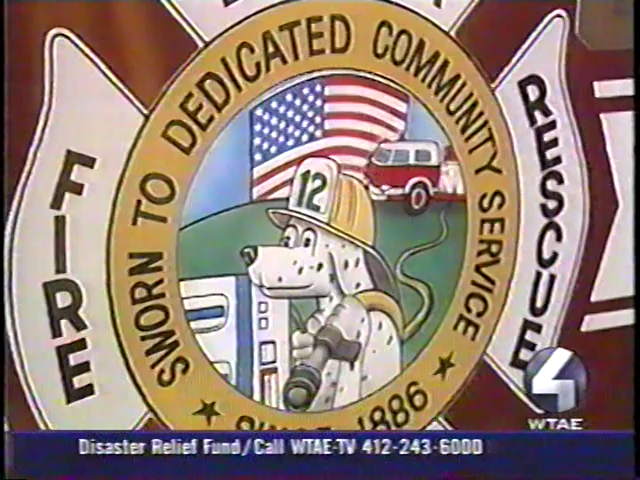 SWORN TO DEDICATED COMMUNITY SERVICE
FIRE
RESCUE
12
SINCE 1886
4
WTAE
Disaster Relief Fund/Call WTAE-TV 412-243-6000